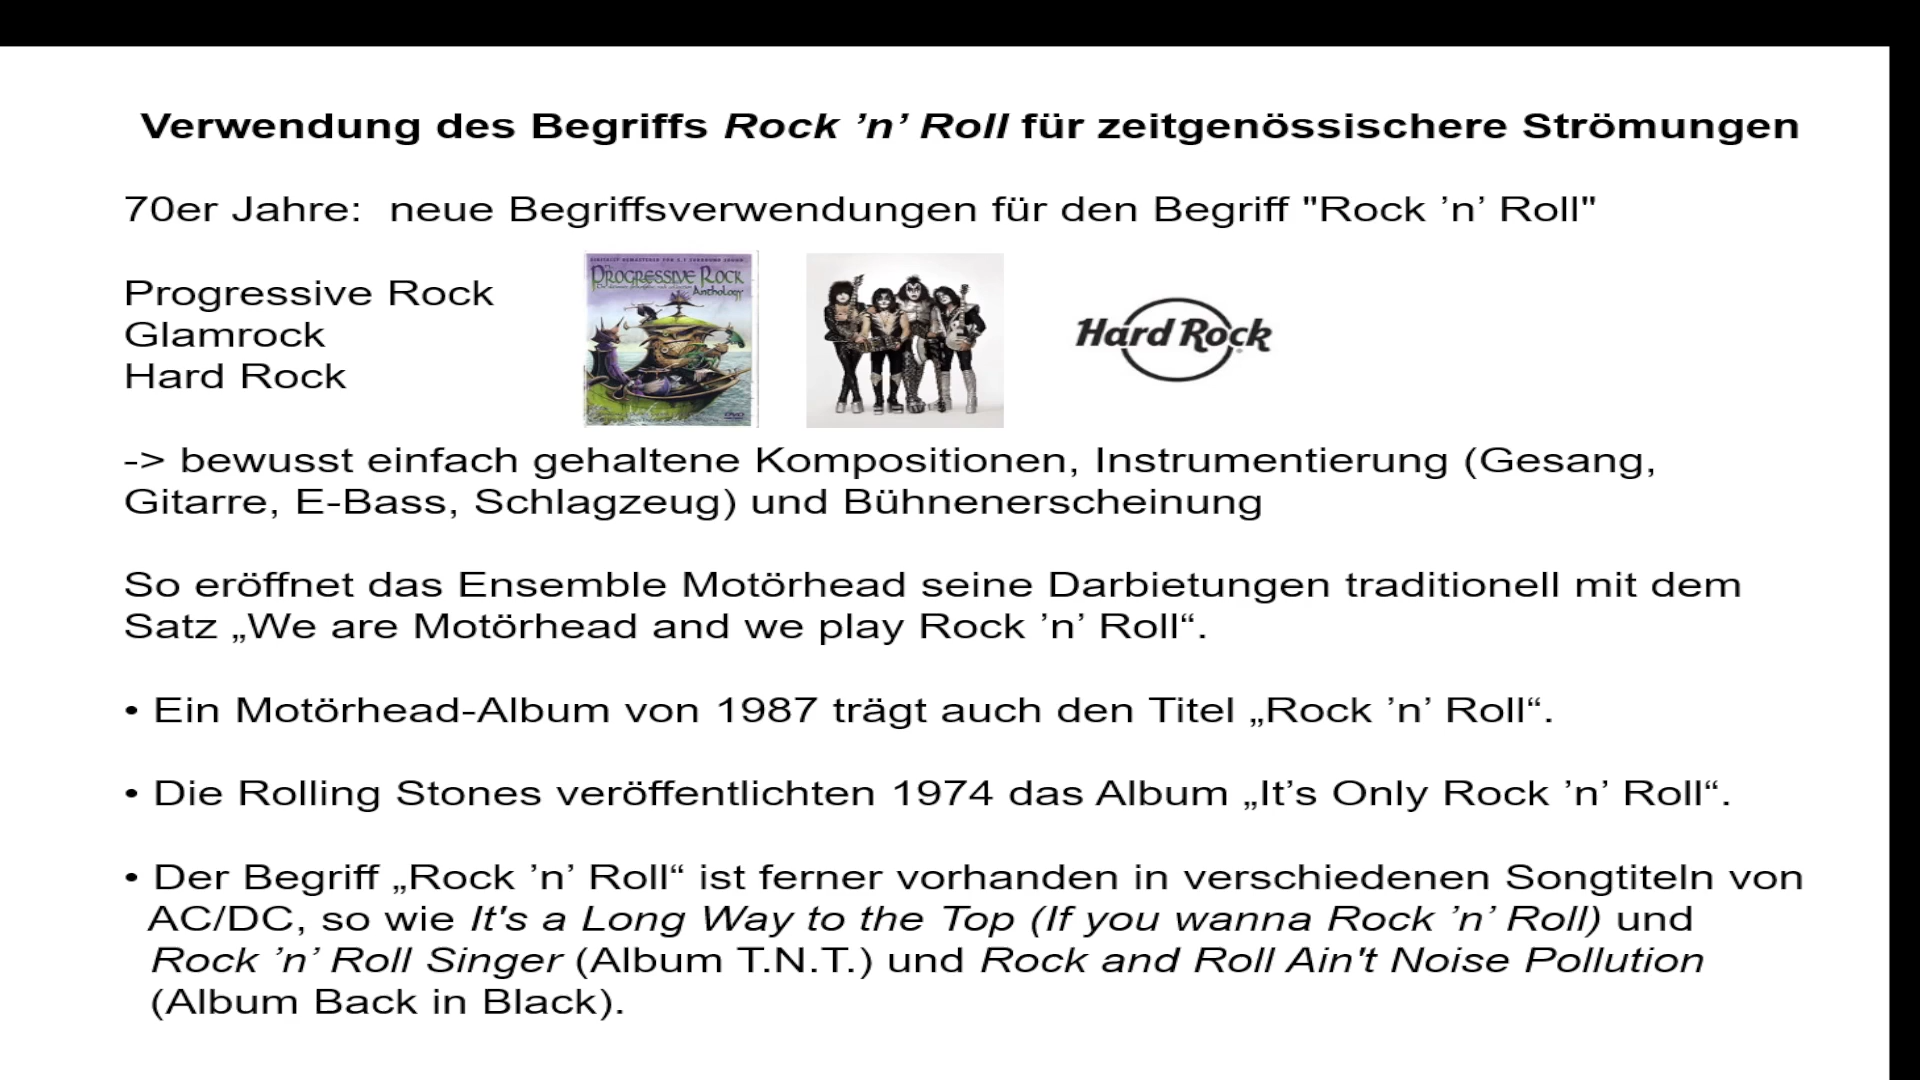 Verwendung des Begriffs Rock ’n’ Roll für zeitgenössischere Strömungen
70er Jahre:  neue Begriffsverwendungen für den Begriff "Rock ’n’ Roll"
Progressive Rock
Glamrock
Hard Rock
PROGRESSIVE ROCK
Anthology
DVD
Hard Rock
-> bewusst einfach gehaltene Kompositionen, Instrumentierung (Gesang,
Gitarre, E-Bass, Schlagzeug) und Bühnenerscheinung
So eröffnet das Ensemble Motörhead seine Darbietungen traditionell mit dem
Satz „We are Motörhead and we play Rock ’n’ Roll“.
• Ein Motörhead-Album von 1987 trägt auch den Titel „Rock ’n’ Roll“.
• Die Rolling Stones veröffentlichten 1974 das Album „It’s Only Rock ’n’ Roll“.
• Der Begriff „Rock ’n’ Roll“ ist ferner vorhanden in verschiedenen Songtiteln von
AC/DC, so wie It's a Long Way to the Top (If you wanna Rock ’n’ Roll) und
Rock ’n’ Roll Singer (Album T.N.T.) und Rock and Roll Ain't Noise Pollution
(Album Back in Black).